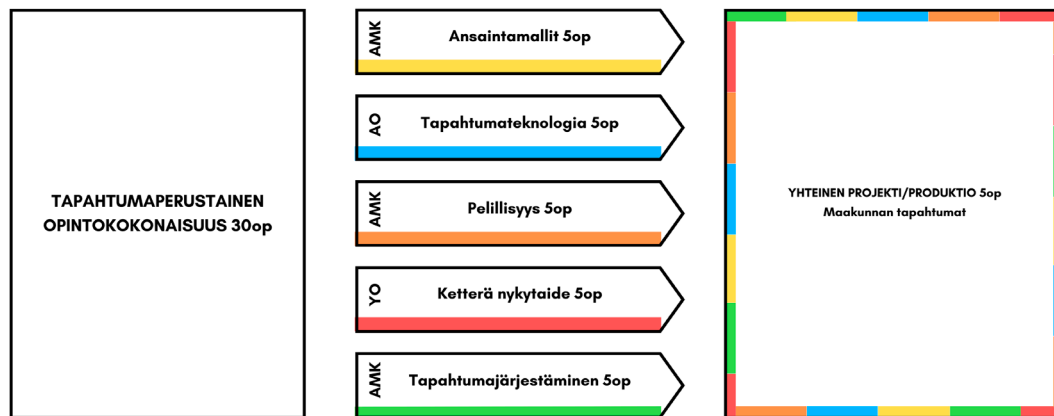 TAPAHTUMAPERUSTAINEN
OPINTOKOKONAISUUS 30op
AMK
Ansaintamallit 5op
AO
Tapahtumateknologia 5op
AMK
Pelillisyys 5op
YO
Ketterä nykytaide 5op
AMK
Tapahtumajärjestäminen 5op
YHTEINEN PROJEKTI/PRODUKTIO 5op
Maakunnan tapahtumat